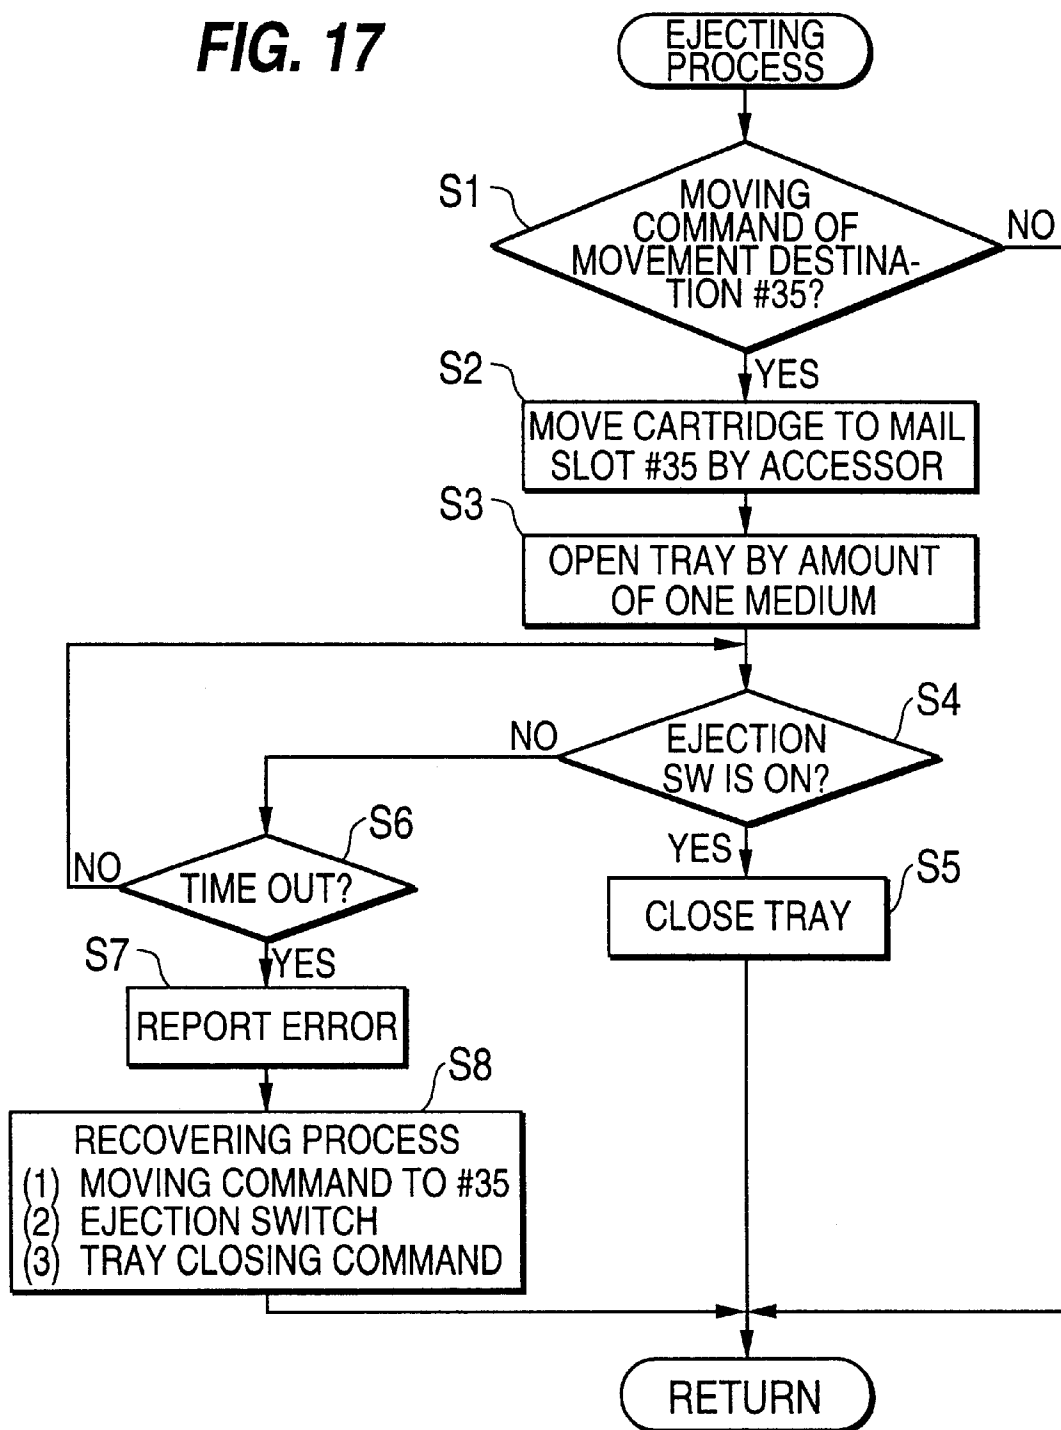 FIG. 17
EJECTING
PROCESS
S1
MOVING
COMMAND OF
MOVEMENT DESTINA-
TION #35?
NO
YES
S2
MOVE CARTRIDGE TO MAIL
SLOT #35 BY ACCESSOR
S3
OPEN TRAY BY AMOUNT
OF ONE MEDIUM
S4
EJECTION
SW IS ON?
NO
YES
S5
CLOSE TRAY
S6
TIME OUT?
NO
YES
S7
REPORT ERROR
S8
RECOVERING PROCESS
(1) MOVING COMMAND TO #35
(2) EJECTION SWITCH
(3) TRAY CLOSING COMMAND
RETURN